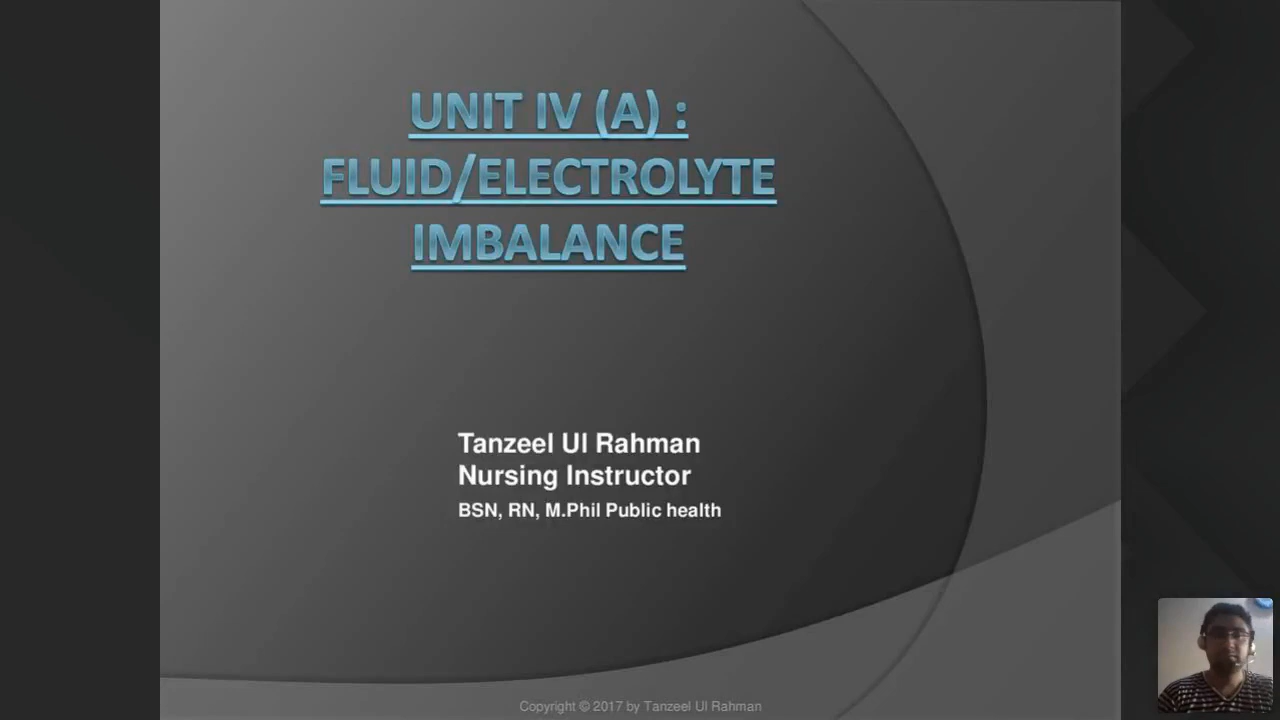 UNIT IV (A) :
FLUID/ELECTROLYTE
IMBALANCE
Tanzeel Ul Rahman
Nursing Instructor
BSN, RN, M.Phil Public health
Copyright © 2017 by Tanzeel Ul Rahman